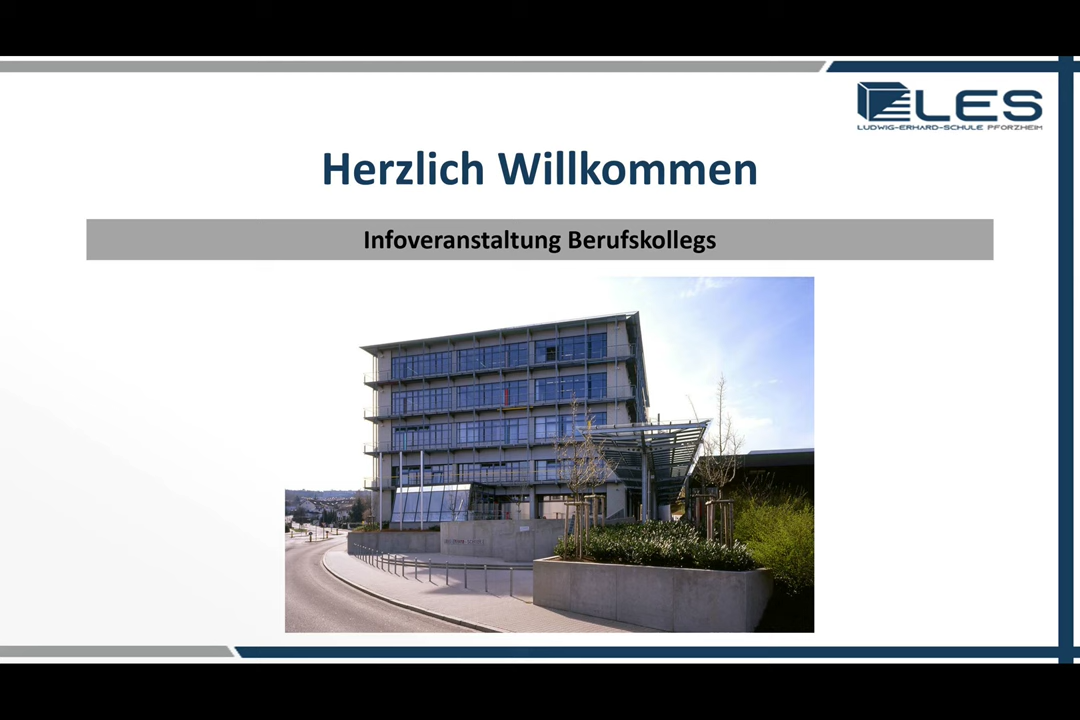 LES
LUDWIG-ERHARD-SCHULE PFORZHEIM
Herzlich Willkommen
Infoveranstaltung Berufskollegs